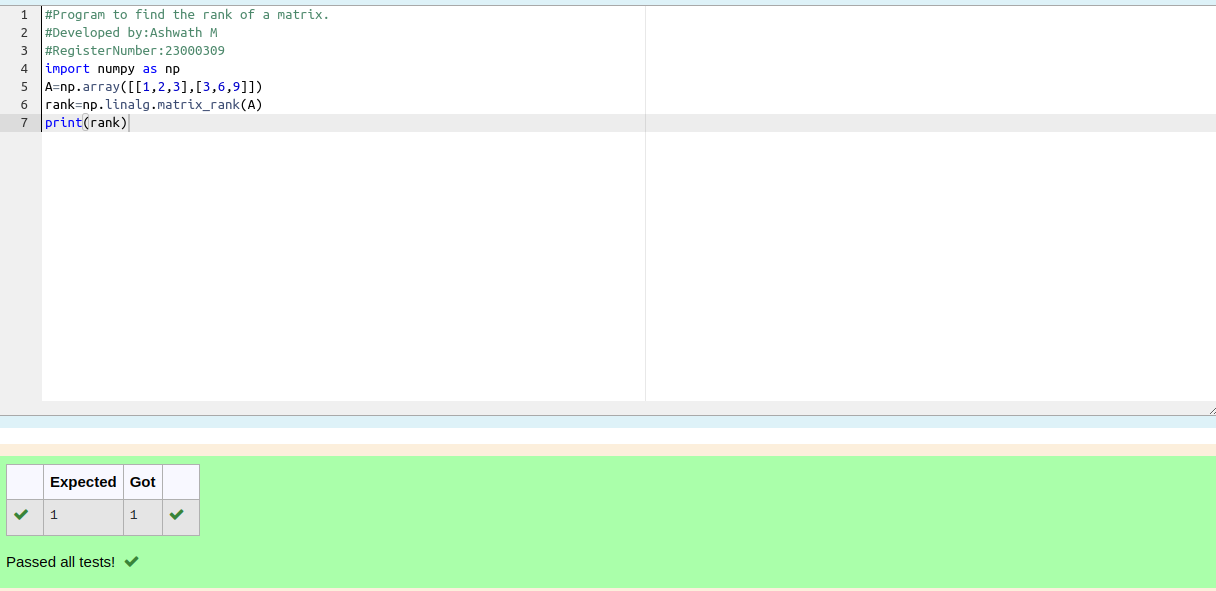 1 #Program to find the rank of a matrix.
2 #Developed by:Ashwath M
3 #RegisterNumber:23000309
4 import numpy as np
5 A=np.array([[1,2,3],[3,6,9]])
6 rank=np.linalg.matrix_rank(A)
7 print(rank)
Expected Got
1 1
Passed all tests!